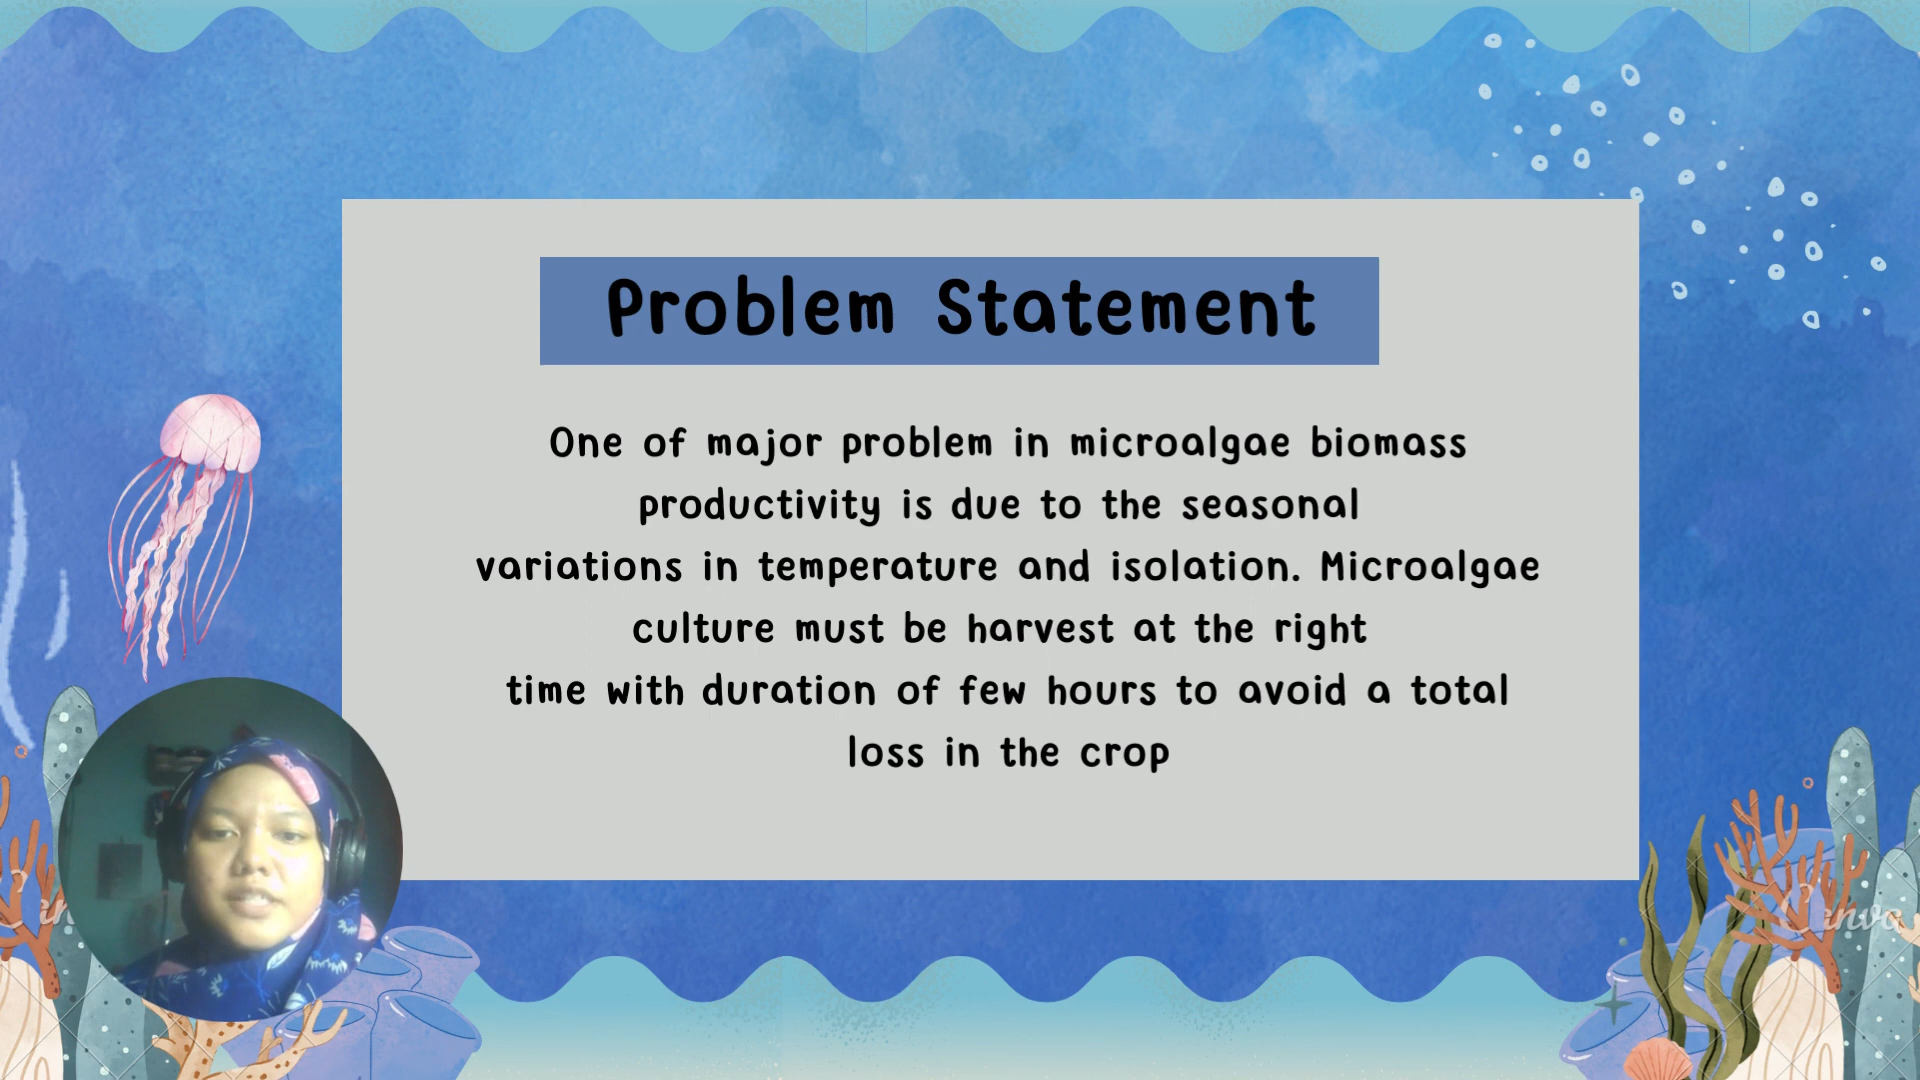 Problem Statement
One of major problem in microalgae biomass
productivity is due to the seasonal
variations in temperature and isolation. Microalgae
culture must be harvest at the right
time with duration of few hours to avoid a total
loss in the crop
Canva